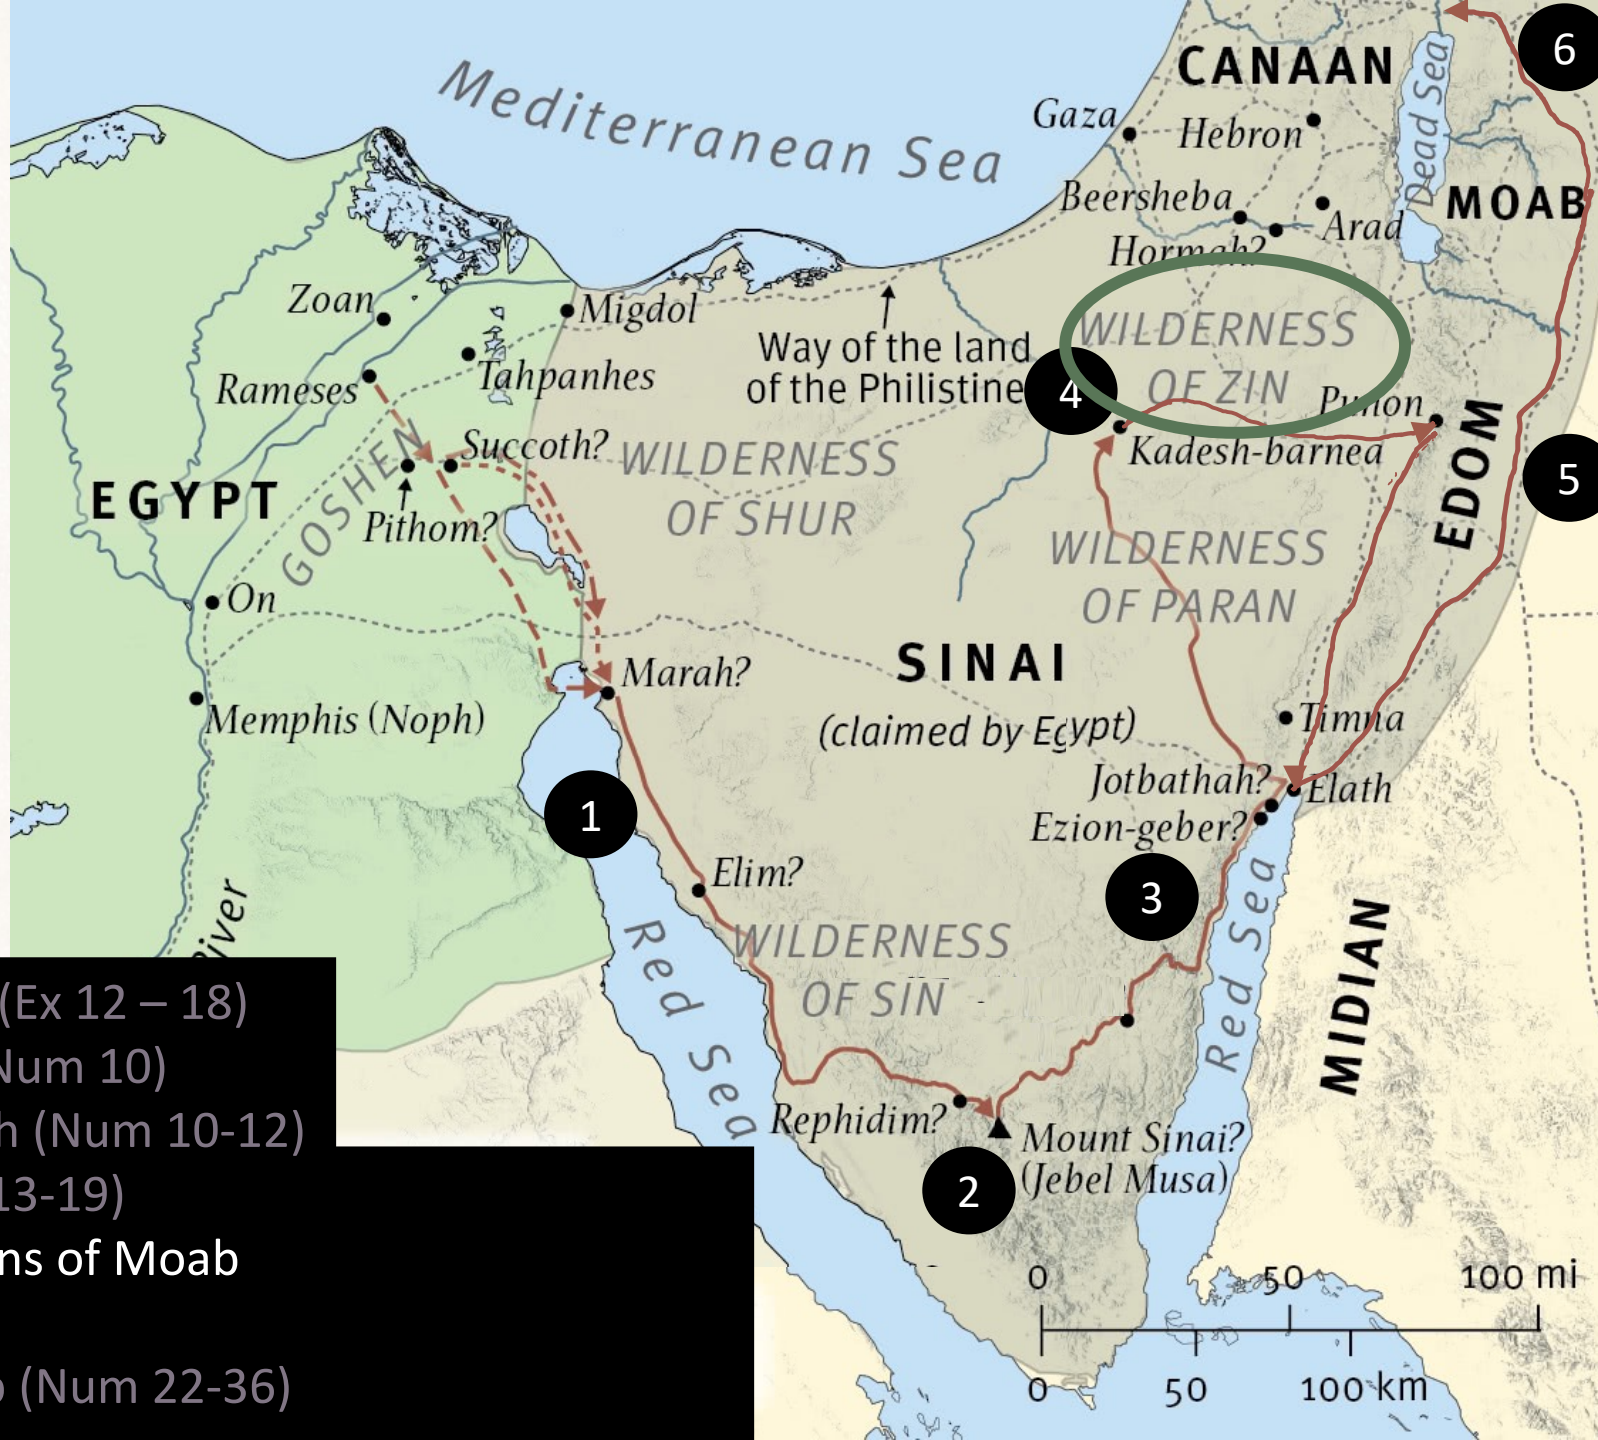 Mediterranean Sea
CANAAN
6
Gaza
Hebron
Dead Sea
Beersheba
MOAB
Arad
Hormah?
Zoan
Migdol
WILDERNESS
OF ZIN
Way of the land
of the Philistine
Tahpanhes
Rameses
4
Punon
Succoth?
Kadesh-barnea
WILDERNESS
OF SHUR
EDOM
5
EGYPT
GOSHEN
Pithom?
WILDERNESS
OF PARAN
On
SINAI
(claimed by Egypt)
Marah?
Memphis (Noph)
Timna
Jotbathah?
Elath
Ezion-geber?
1
Elim?
3
Red Sea
Red Sea
MIDIAN
WILDERNESS
OF SIN
River
(Ex 12 – 18)
Num 10)
h (Num 10-12)
13-19)
ns of Moab
(Num 22-36)
Rephidim?
Mount Sinai?
(Jebel Musa)
2
0 50 100 mi
0 50 100 km